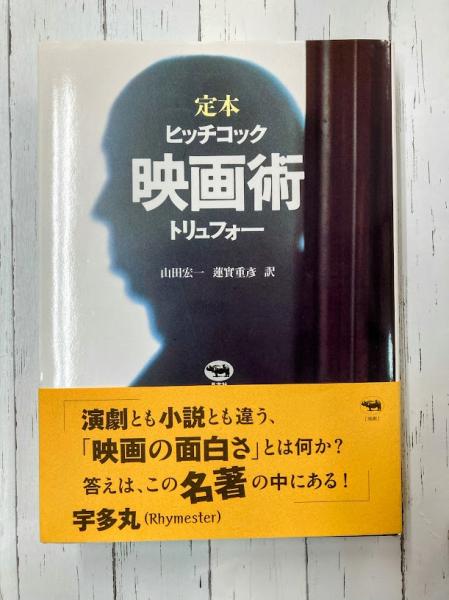 定本
ヒッチコック
映画術
トリュフォー
山田宏一 蓮實重彦 訳
晶文社
「演劇とも小説とも違う、
「映画の面白さ」とは何か?
答えは、この名著の中にある!」
宇多丸(Rhymester)